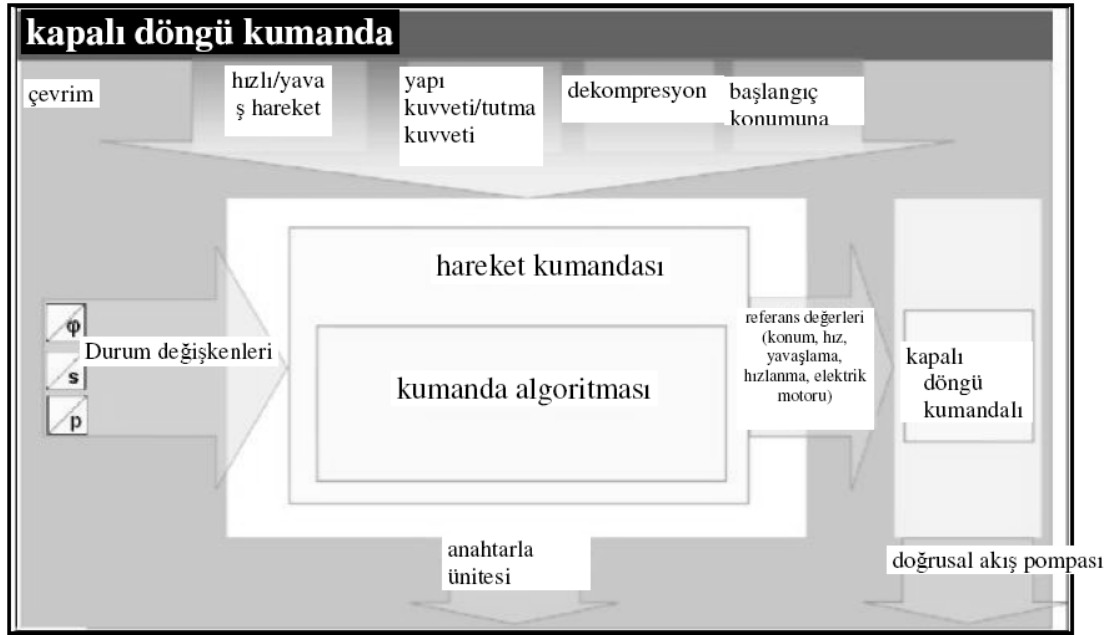 kapalı döngü kumanda
çevrim
hızlı/yava
ş hareket
yapı
kuvveti/tutma
kuvveti
dekompresyon
başlangıç
konumuna
hareket kumandası
φ
Durum değişkenleri
s
p
kumanda algoritması
referans değerleri
(konum, hız,
yavaşlama,
hızlanma, elektrik
motoru)
kapalı
döngü
kumandalı
anahtarla
ünitesi
doğrusal akış pompası